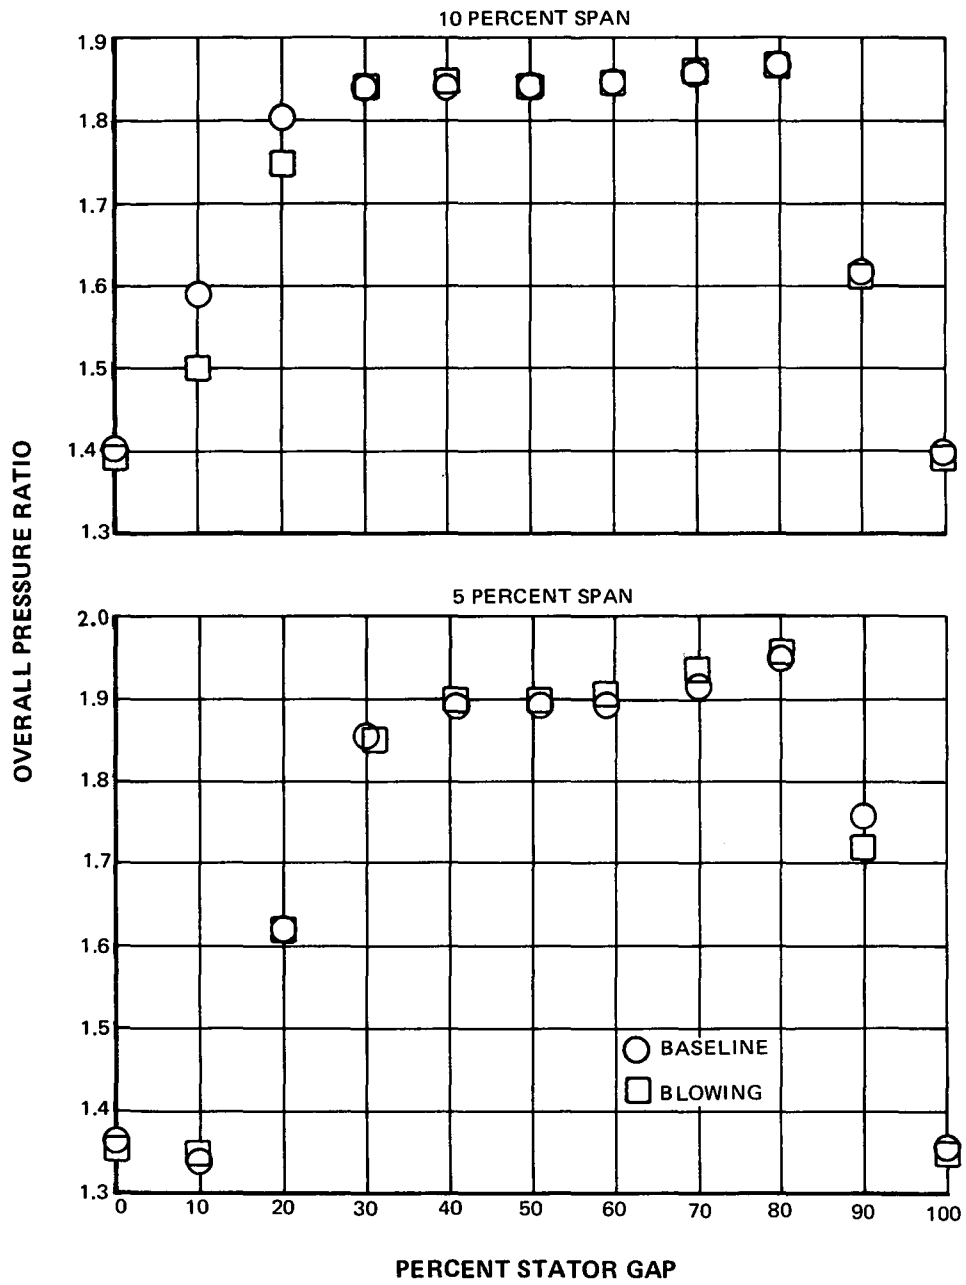 10 PERCENT SPAN
1.9
1.8
1.7
1.6
1.5
1.4
1.3
OVERALL PRESSURE RATIO
5 PERCENT SPAN
2.0
1.9
1.8
1.7
1.6
1.5
1.4
1.3
BASELINE
BLOWING
0 10 20 30 40 50 60 70 80 90 100
PERCENT STATOR GAP